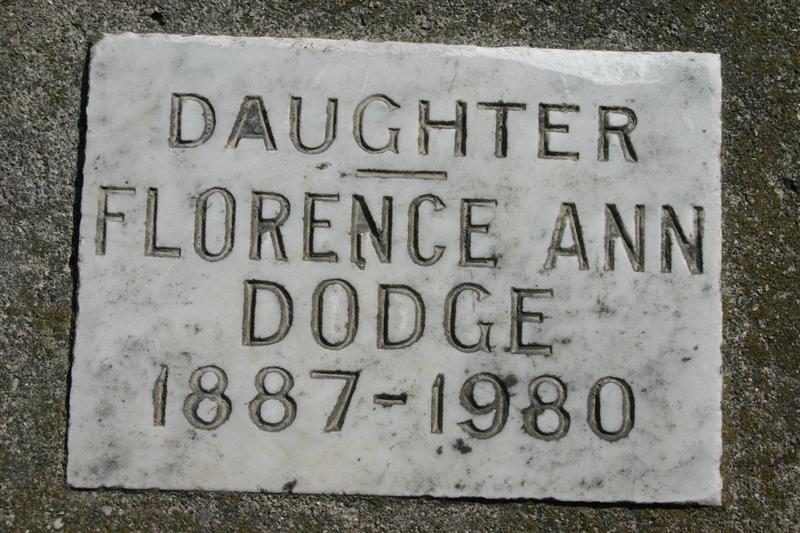 DAUGHTER
FLORENCE ANN
DODGE
1887-1980